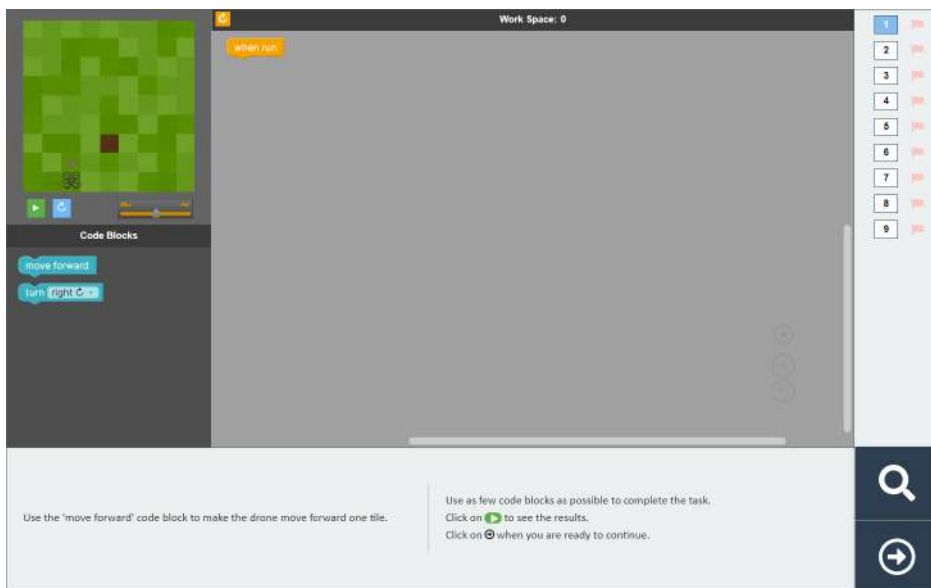 Work Space: 0
when run
1
2
3
4
5
6
7
8
9
Code Blocks
move forward
turn right
Use the 'move forward' code block to make the drone move forward one tile.
Use as few code blocks as possible to complete the task.
Click on to see the results.
Click on when you are ready to continue.